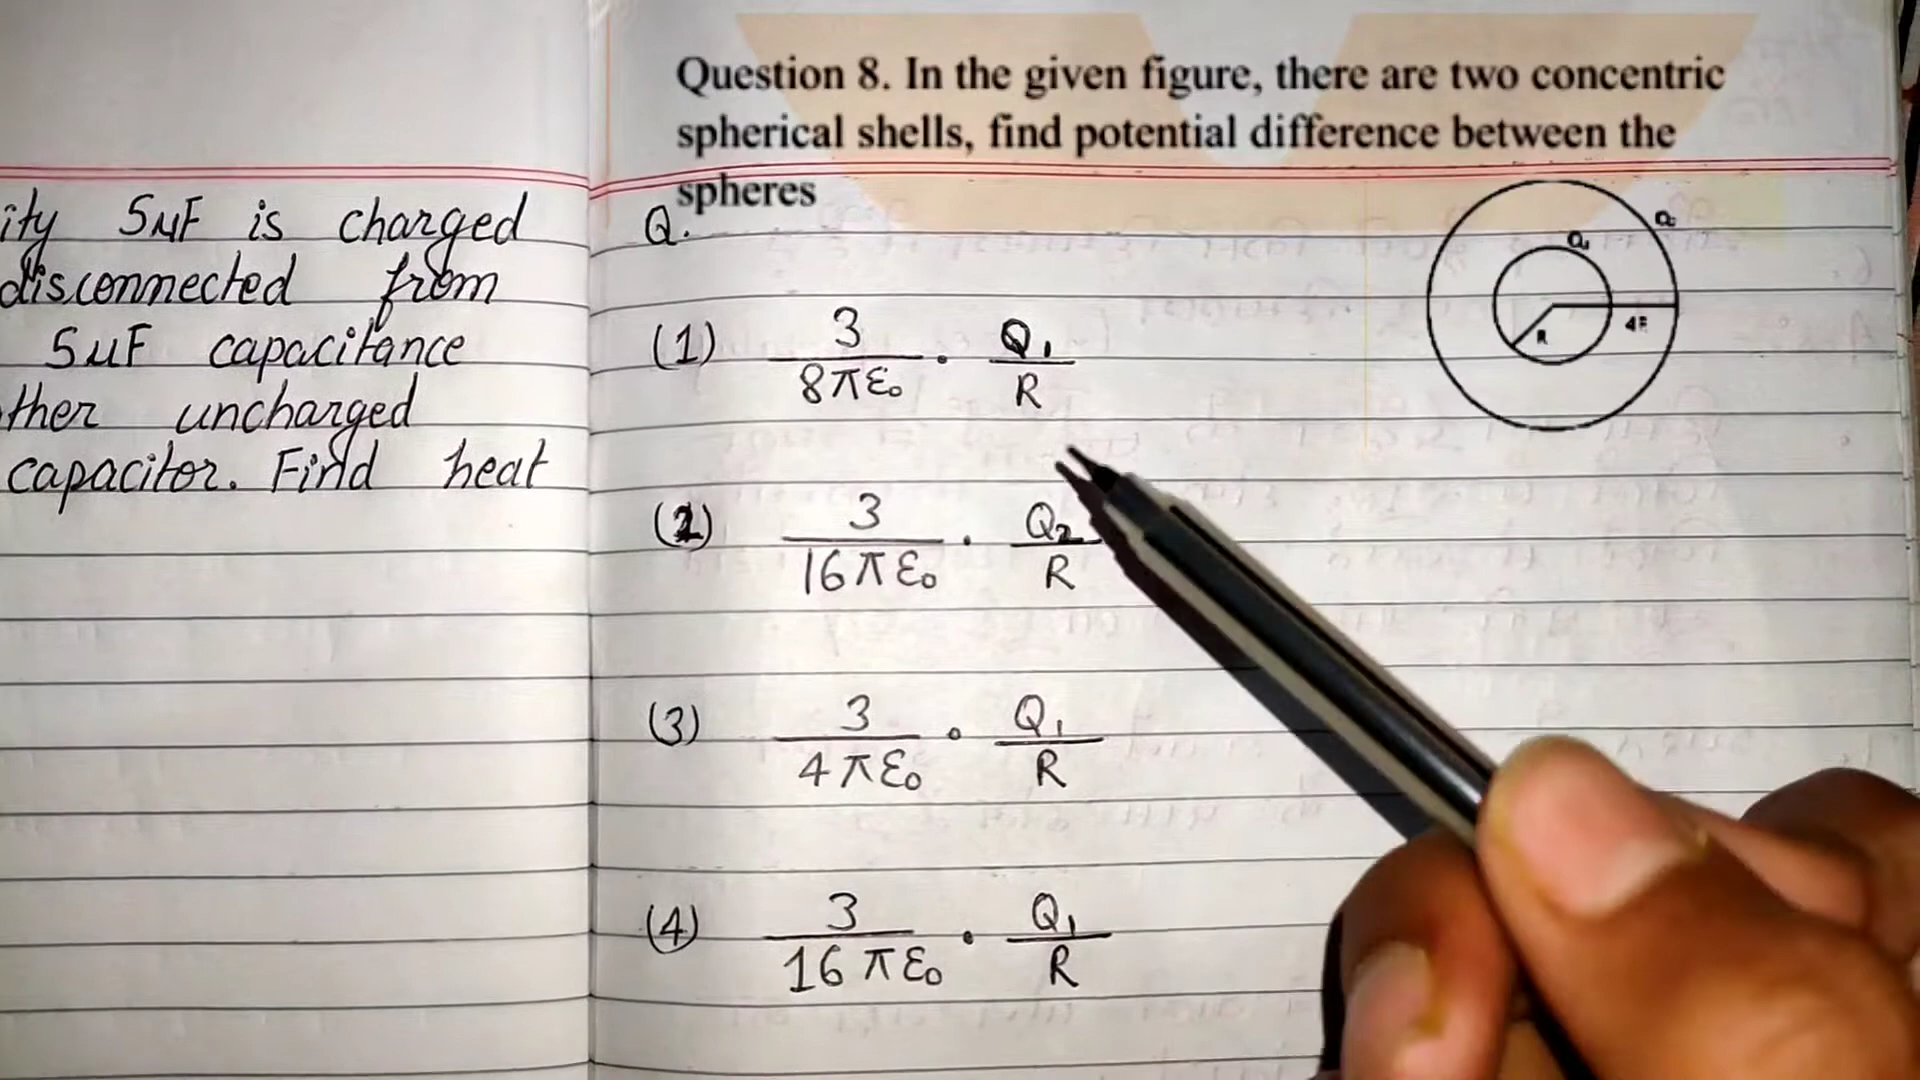 Question 8. In the given figure, there are two concentric
spherical shells, find potential difference between the
spheres
ity 5μF is charged
disconnected from
5μF capacitance
ther uncharged
capacitor. Find heat
Q.
(1) 3/8πε₀ · Q₁/R
(2) 3/16πε₀ · Q₂/R
(3) 3/4πε₀ · Q₁/R
(4) 3/16πε₀ · Q₁/R
Q₂
Q₁
R
4R